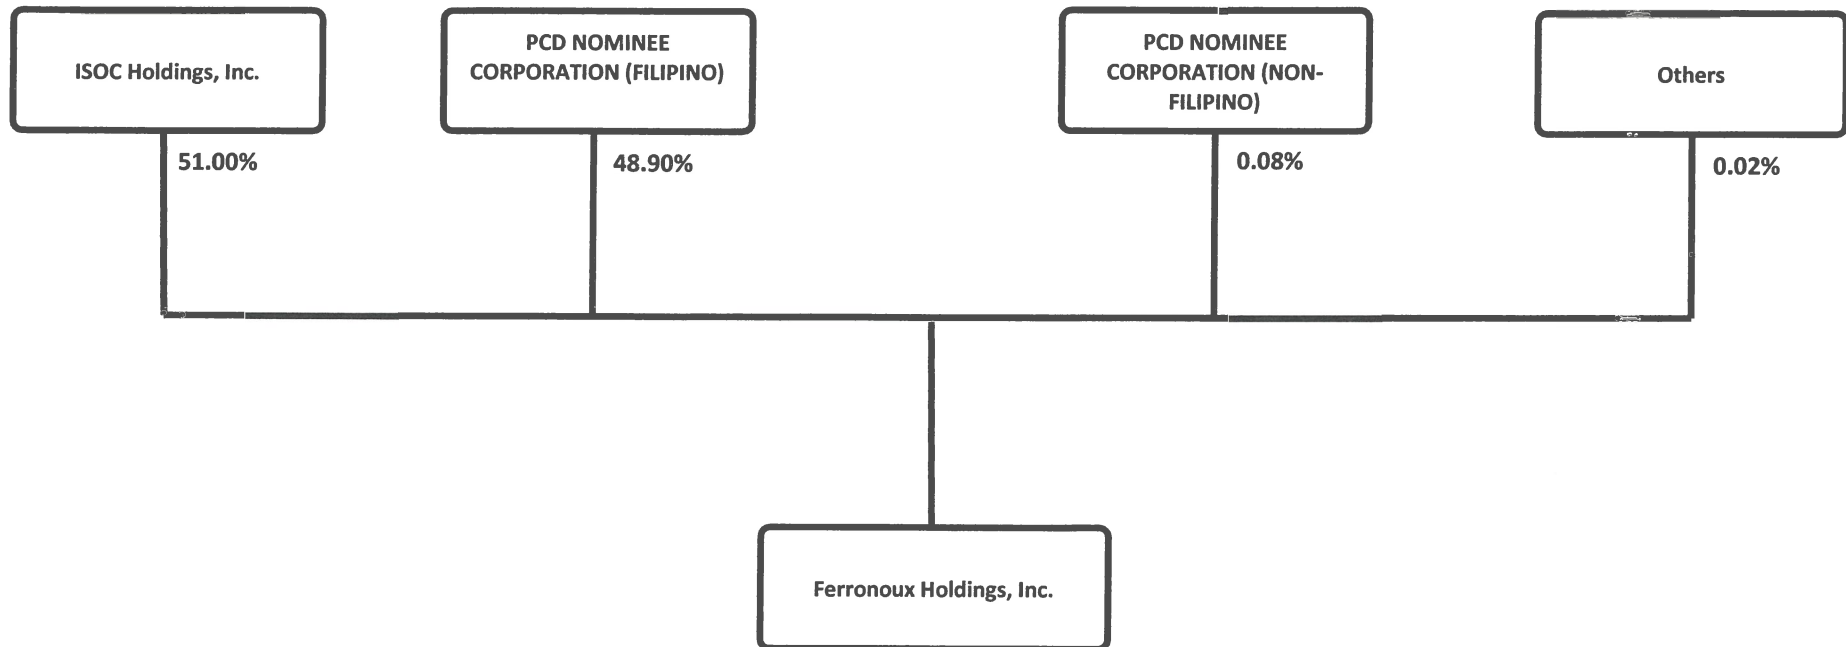 ISOC Holdings, Inc.
PCD NOMINEE
CORPORATION (FILIPINO)
PCD NOMINEE
CORPORATION (NON-
FILIPINO)
Others
51.00%
48.90%
0.08%
0.02%
Ferronoux Holdings, Inc.